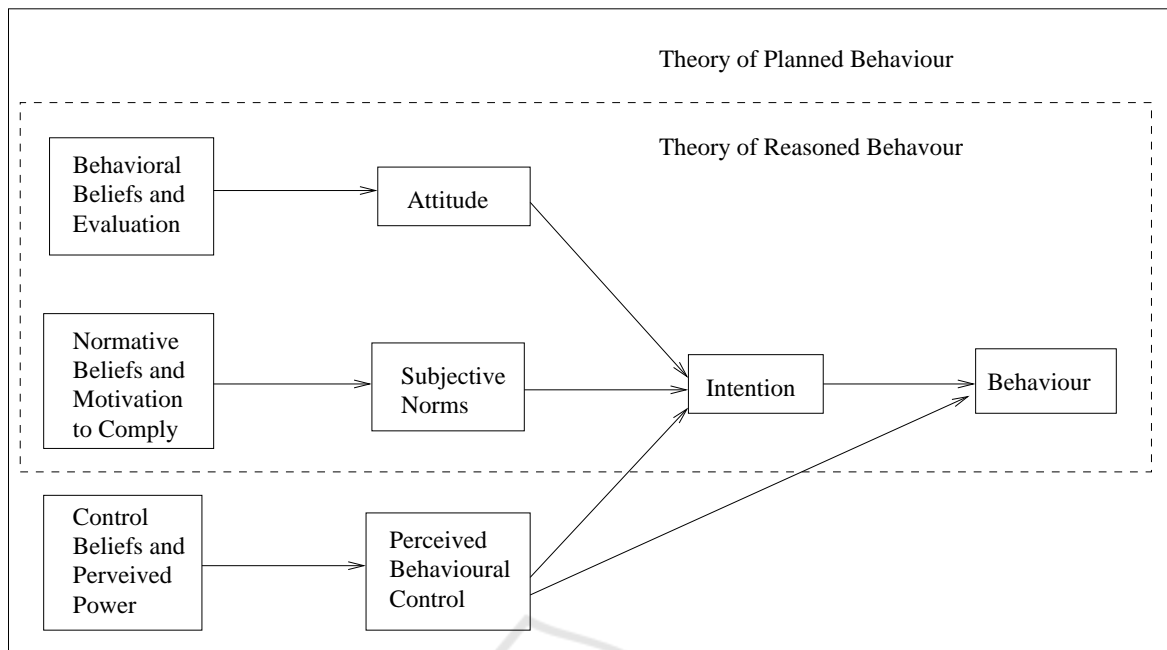 Theory of Planned Behaviour
Theory of Reasoned Behavour
Behavioral
Beliefs and
Evaluation
Attitude
Normative
Beliefs and
Motivation
to Comply
Subjective
Norms
Intention
Behaviour
Control
Beliefs and
Perveived
Power
Perceived
Behavioural
Control